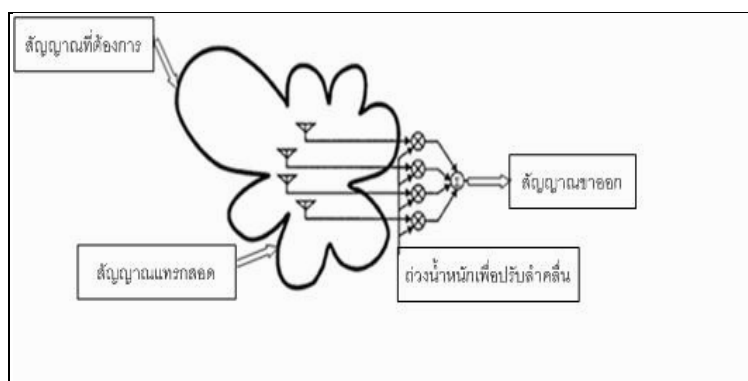 สัญญาณที่ต้องการ
สัญญาณขาออก
สัญญาณแทรกสอด
ถ่วงน้ำหนักเพื่อปรับลำคลื่น